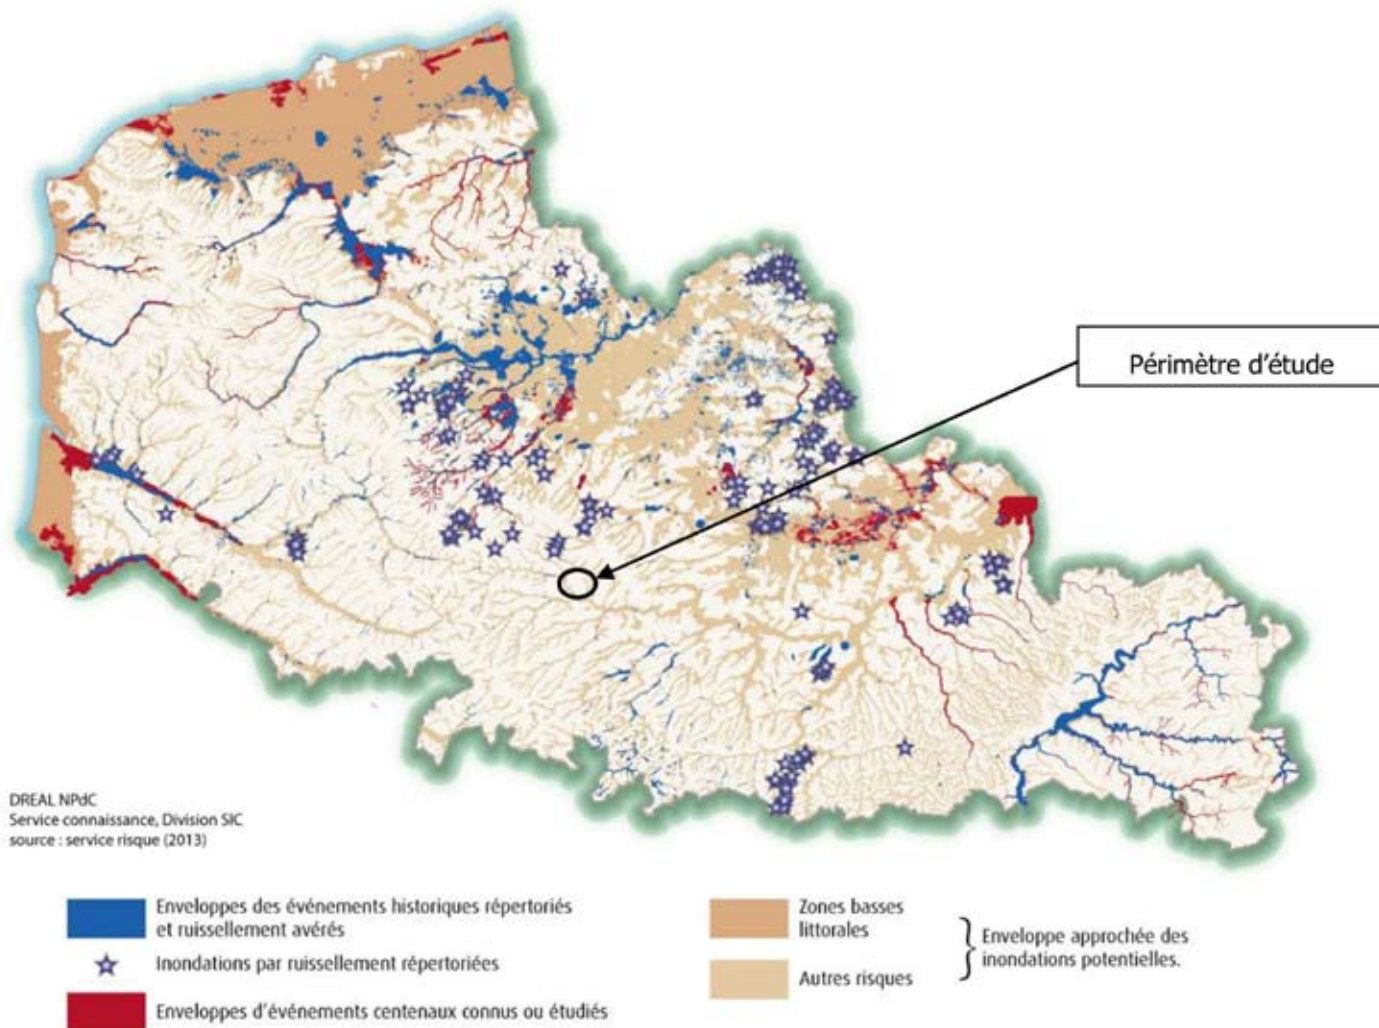 Périmètre d'étude
DREAL NPdC
Service connaissance, Division SIC
source : service risque (2013)
Enveloppes des événements historiques répertoriés
et ruissellement avérés
Inondations par ruissellement répertoriées
Enveloppes d'événements centenaux connus ou étudiés
Zones basses
littorales
Autres risques
Enveloppe approchée des
inondations potentielles.